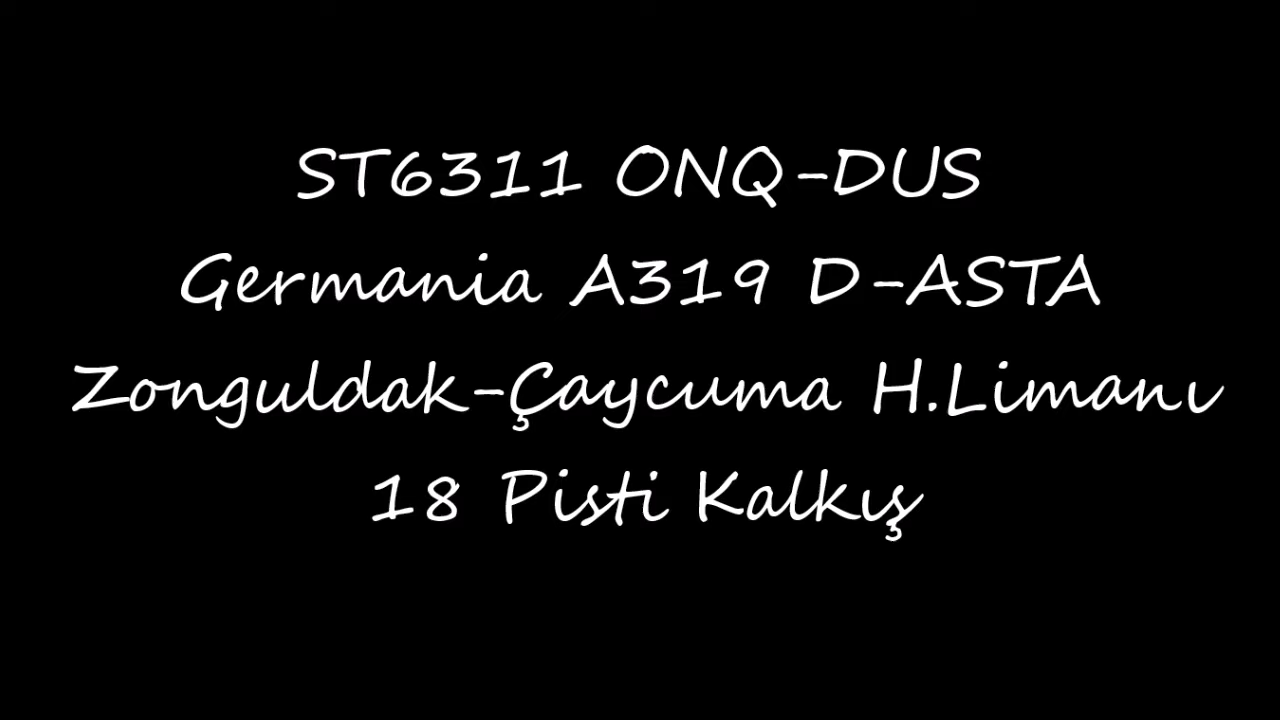 ST6311 ONQ-DUS
Germania A319 D-ASTA
Zonguldak-Çaycuma H.Limanı
18 Pisti Kalkış